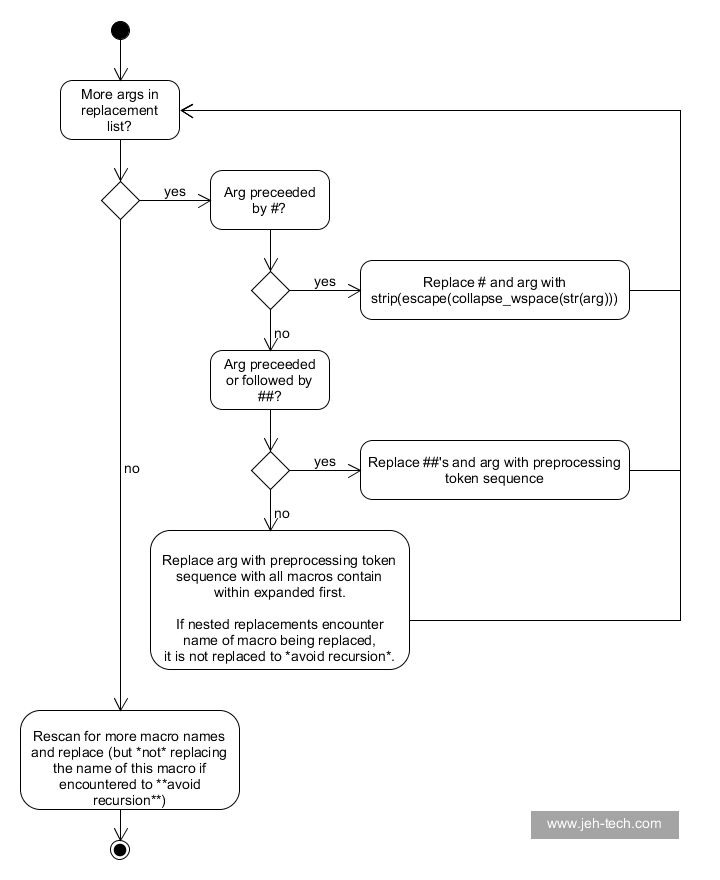 More args in
replacement
list?
yes
Arg preceeded
by #?
yes
Replace # and arg with
strip(escape(collapse_wspace(str(arg)))
no
Arg preceeded
or followed by
##?
yes
Replace ##'s and arg with preprocessing
token sequence
no
no
Replace arg with preprocessing token
sequence with all macros contain
within expanded first.
If nested replacements encounter
name of macro being replaced,
it is not replaced to *avoid recursion*.
Rescan for more macro names
and replace (but *not* replacing
the name of this macro if
encountered to **avoid
recursion**)
www.jeh-tech.com